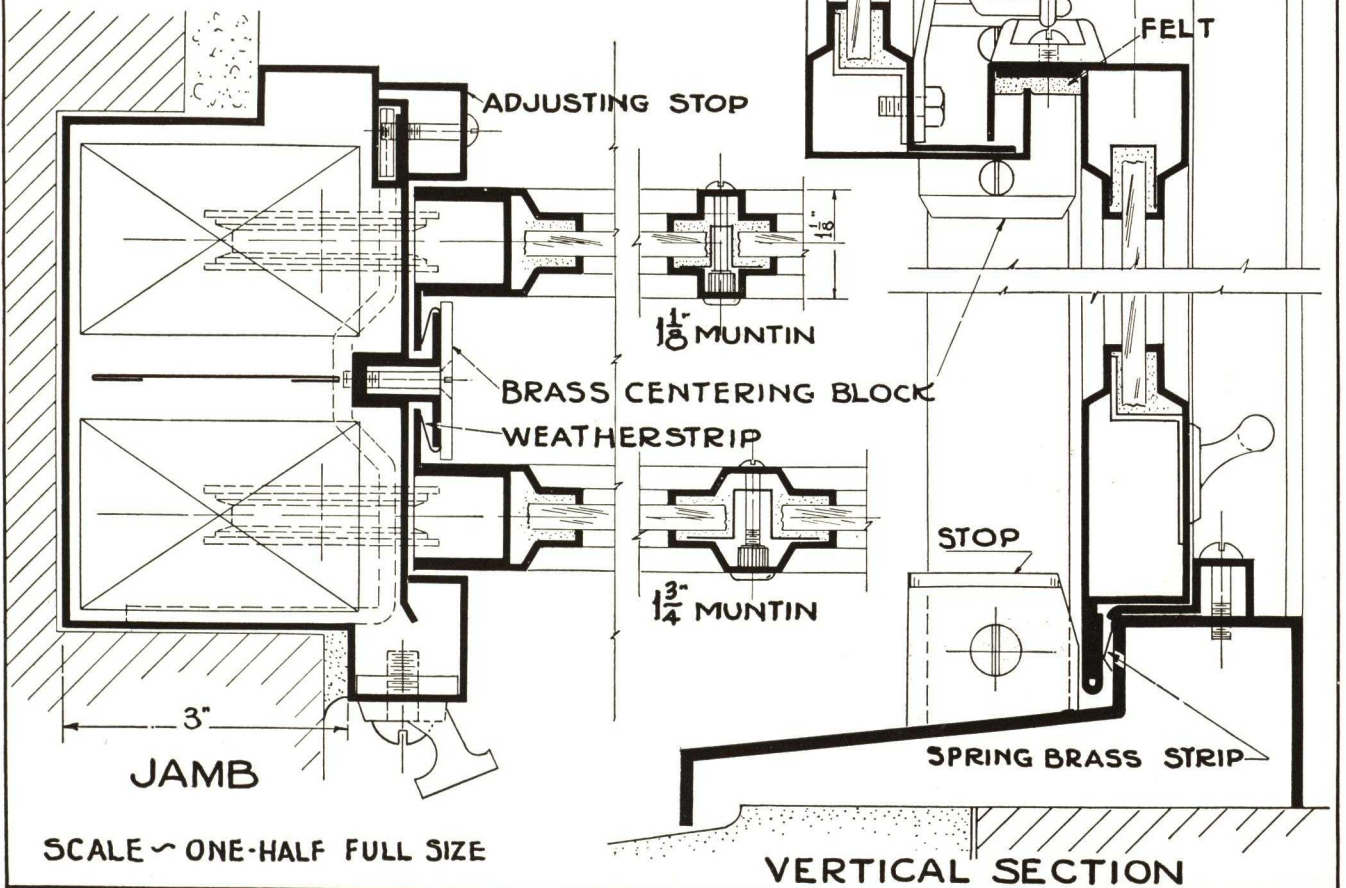 FELT
ADJUSTING STOP
1 1/8"
1 1/8" MUNTIN
BRASS CENTERING BLOCK
WEATHERSTRIP
STOP
1 3/4" MUNTIN
3"
JAMB
SPRING BRASS STRIP
SCALE ~ ONE-HALF FULL SIZE
VERTICAL SECTION